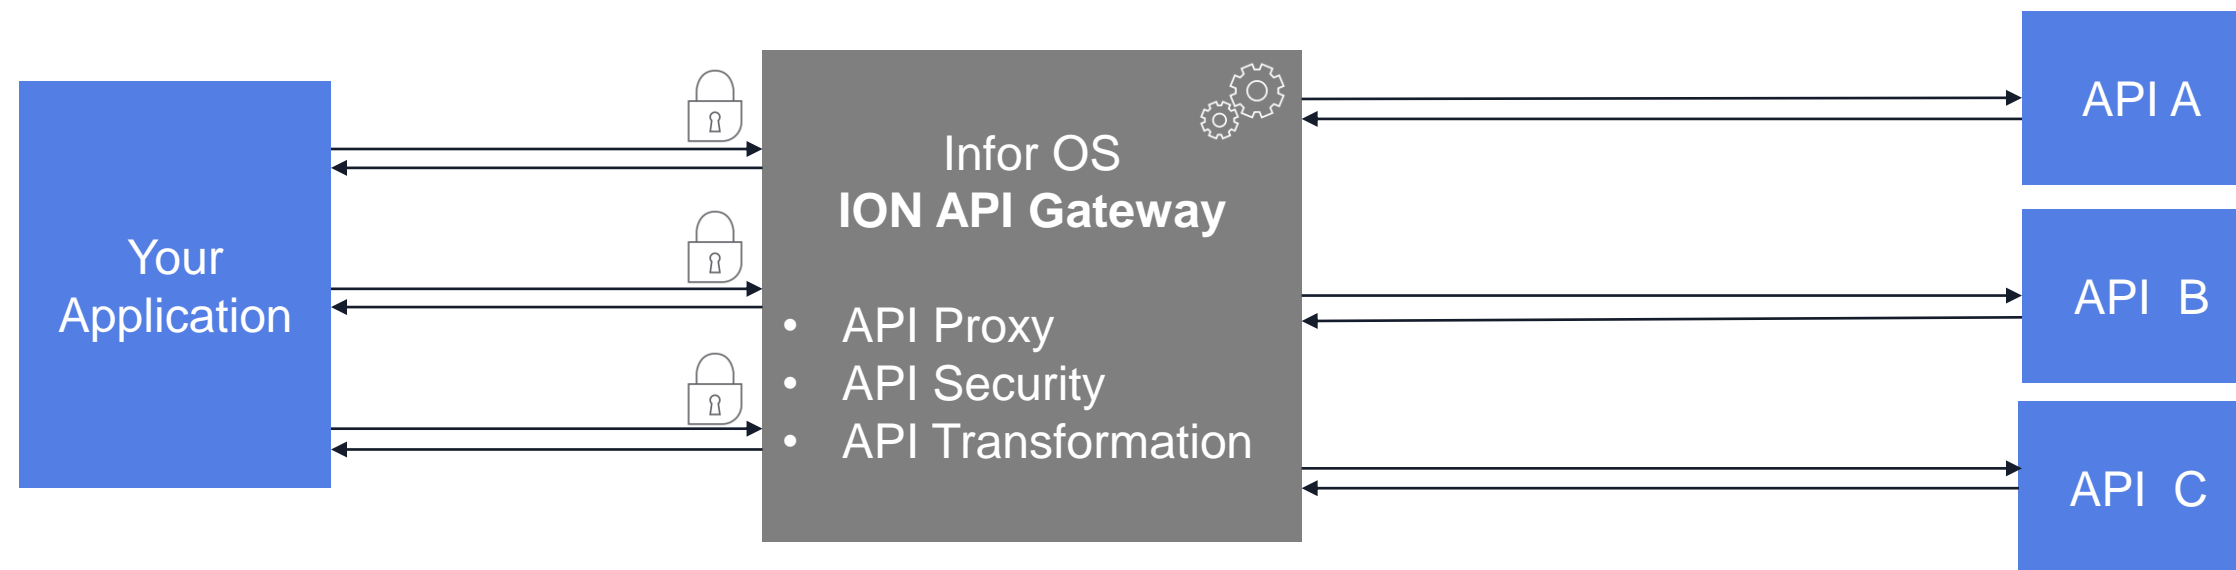 Your
Application
Infor OS
ION API Gateway
• API Proxy
• API Security
• API Transformation
API A
API B
API C